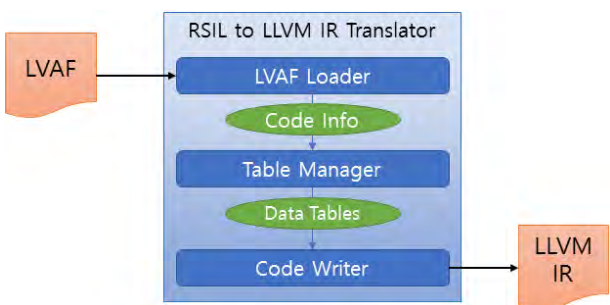 RSIL to LLVM IR Translator
LVAF
LVAF Loader
Code Info
Table Manager
Data Tables
Code Writer
LLVM
IR